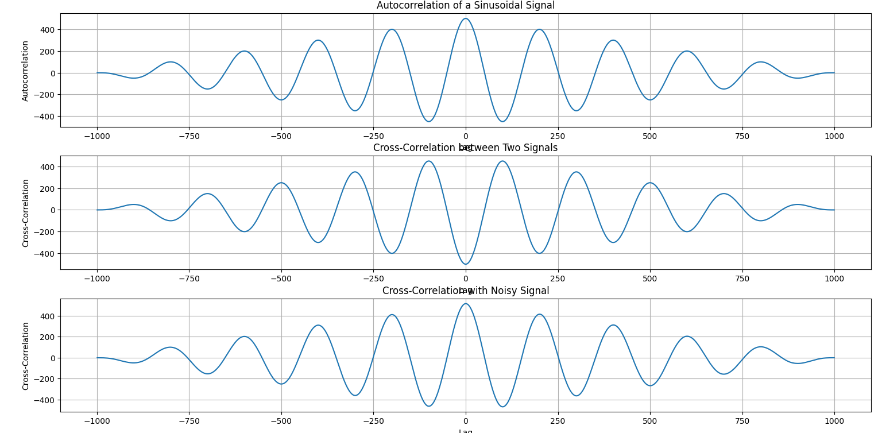 Autocorrelation of a Sinusoidal Signal
Autocorrelation
400
200
0
−200
−400
−1000 −750 −500 −250 0 250 500 750 1000
Lag
Cross-Correlation between Two Signals
Cross-Correlation
400
200
0
−200
−400
−1000 −750 −500 −250 0 250 500 750 1000
Lag
Cross-Correlation with Noisy Signal
Cross-Correlation
400
200
0
−200
−400
−1000 −750 −500 −250 0 250 500 750 1000
Lag